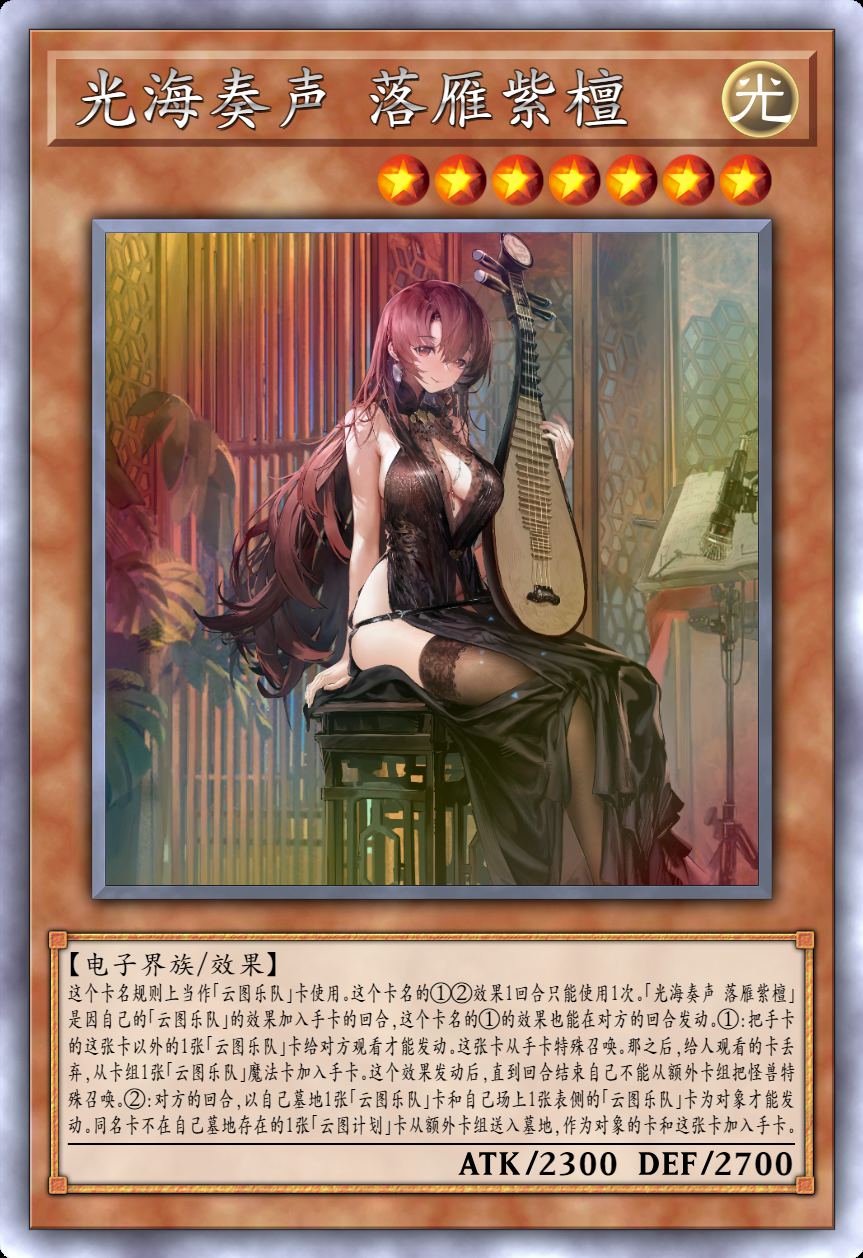 光海奏声 落雁紫檀
光
【电子界族/效果】
这个卡名规则上当作「云图乐队」卡使用。这个卡名的①②效果1回合只能使用1次。「光海奏声 落雁紫檀」
是因自己的「云图乐队」的效果加入手卡的回合,这个卡名的①的效果也能在对方的回合发动。①:把手卡
的这张卡以外的1张「云图乐队」卡给对方观看才能发动。这张卡从手卡特殊召唤。那之后,给人观看的卡丢
弃,从卡组1张「云图乐队」魔法卡加入手卡。这个效果发动后,直到回合结束自己不能从额外卡组把怪兽特
殊召唤。②:对方的回合,以自己墓地1张「云图乐队」卡和自己场上1张表侧的「云图乐队」卡为对象才能发
动。同名卡不在自己墓地存在的1张「云图计划」卡从额外卡组送入墓地,作为对象的卡和这张卡加入手卡。
ATK/2300 DEF/2700